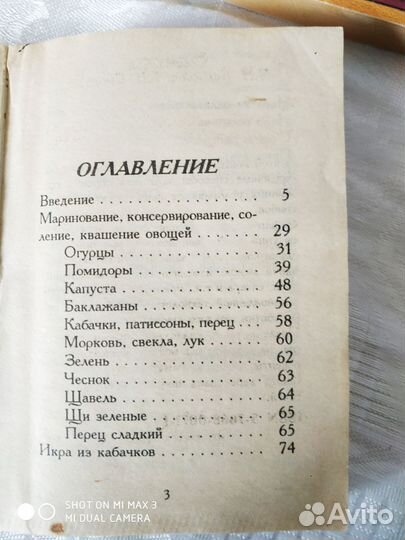 ОГЛАВЛЕНИЕ
Введение 5
Маринование, консервирование, со-
ление, квашение овощей 29
Огурцы 31
Помидоры 39
Капуста 48
Баклажаны 56
Кабачки, патиссоны, перец 58
Морковь, свекла, лук 60
Зелень 62
Чеснок 63
Щавель 64
Щи зеленые 65
Перец сладкий 65
Икра из кабачков 74
3
SHOT ON MI MAX 3
MI DUAL CAMERA
Avito